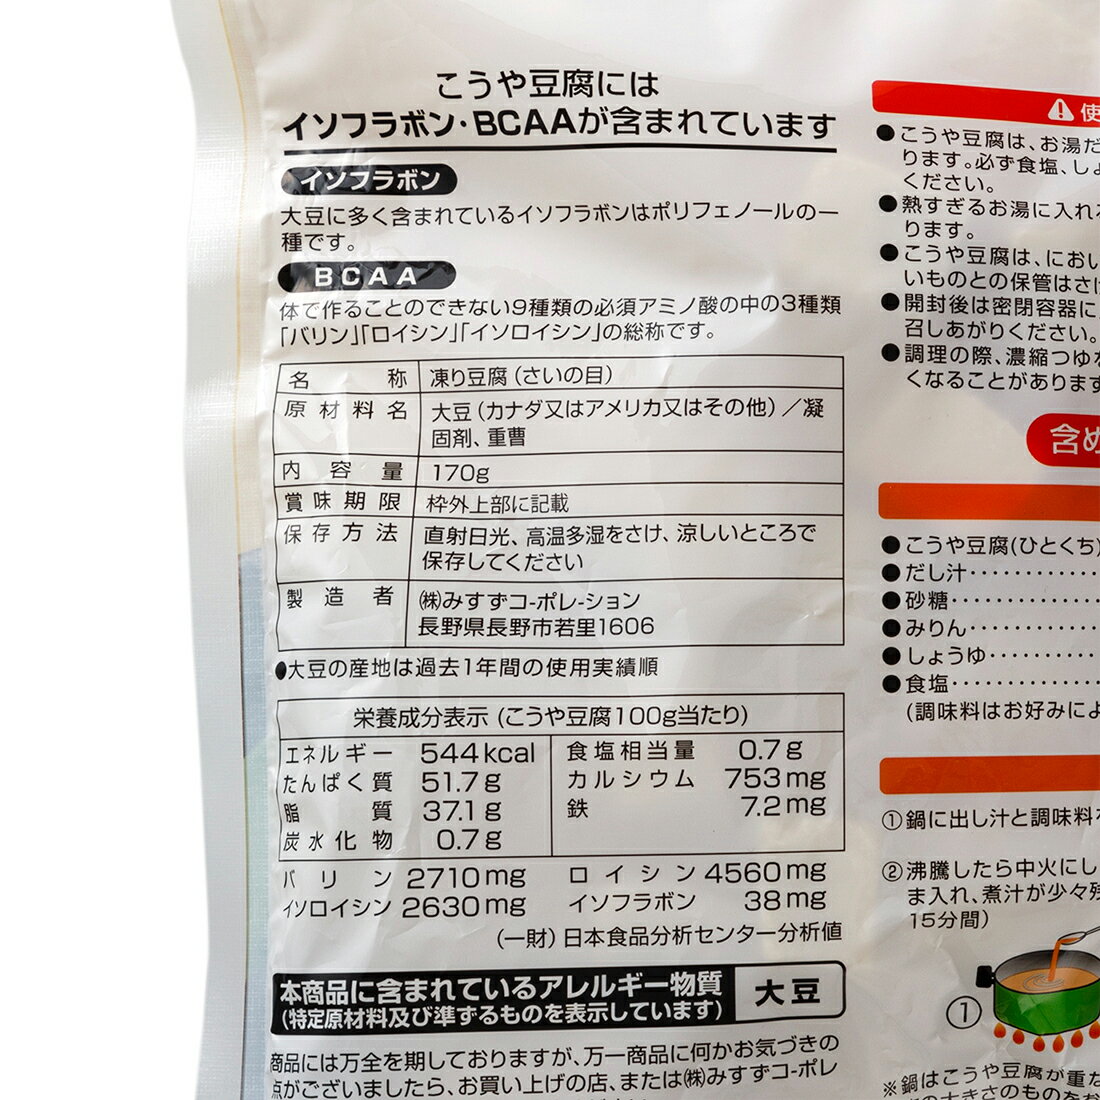 こうや豆腐には
イソフラボン・BCAAが含まれています
イソフラボン
大豆に多く含まれているイソフラボンはポリフェノールの一
種です。
BCAA
体で作ることのできない9種類の必須アミノ酸の中の3種類
「バリン」「ロイシン」「イソロイシン」の総称です。
名称 凍り豆腐(さいの目)
原材料名 大豆(カナダ又はアメリカ又はその他)/凝
固剤、重曹
内容量 170g
賞味期限 枠外上部に記載
保存方法 直射日光、高温多湿をさけ、涼しいところで
保存してください
製造者 ㈱みすずコーポレーション
長野県長野市若里1606
●大豆の産地は過去1年間の使用実績順
栄養成分表示(こうや豆腐100g当たり)
エネルギー 544kcal 食塩相当量 0.7g
たんぱく質 51.7g カルシウム 753mg
脂質 37.1g 鉄 7.2mg
炭水化物 0.7g
バリン 2710mg ロイシン 4560mg
イソロイシン 2630mg イソフラボン 38mg
(一財)日本食品分析センター分析値
本商品に含まれているアレルギー物質
(特定原材料及び準ずるものを表示しています)
大豆
商品には万全を期しておりますが、万一商品に何かお気づきの
点がございましたら、お買い上げの店、または㈱みすずコーポレ
使
●こうや豆腐は、お湯だ
ります。必ず食塩、しょ
ください。
●熱すぎるお湯に入れる
ります。
●こうや豆腐は、におい
いものとの保管はさけ
●開封後は密閉容器に
召しあがりください。
●調理の際、濃縮つゆを
くなることがあります
含め
●こうや豆腐(ひとくち)
●だし汁
●砂糖
●みりん
●しょうゆ
●食塩
(調味料はお好みによ
①鍋に出し汁と調味料を
②沸騰したら中火にし
ま入れ、煮汁が少々残
15分間)
①
※鍋はこうや豆腐が重な
の大きさのものをお